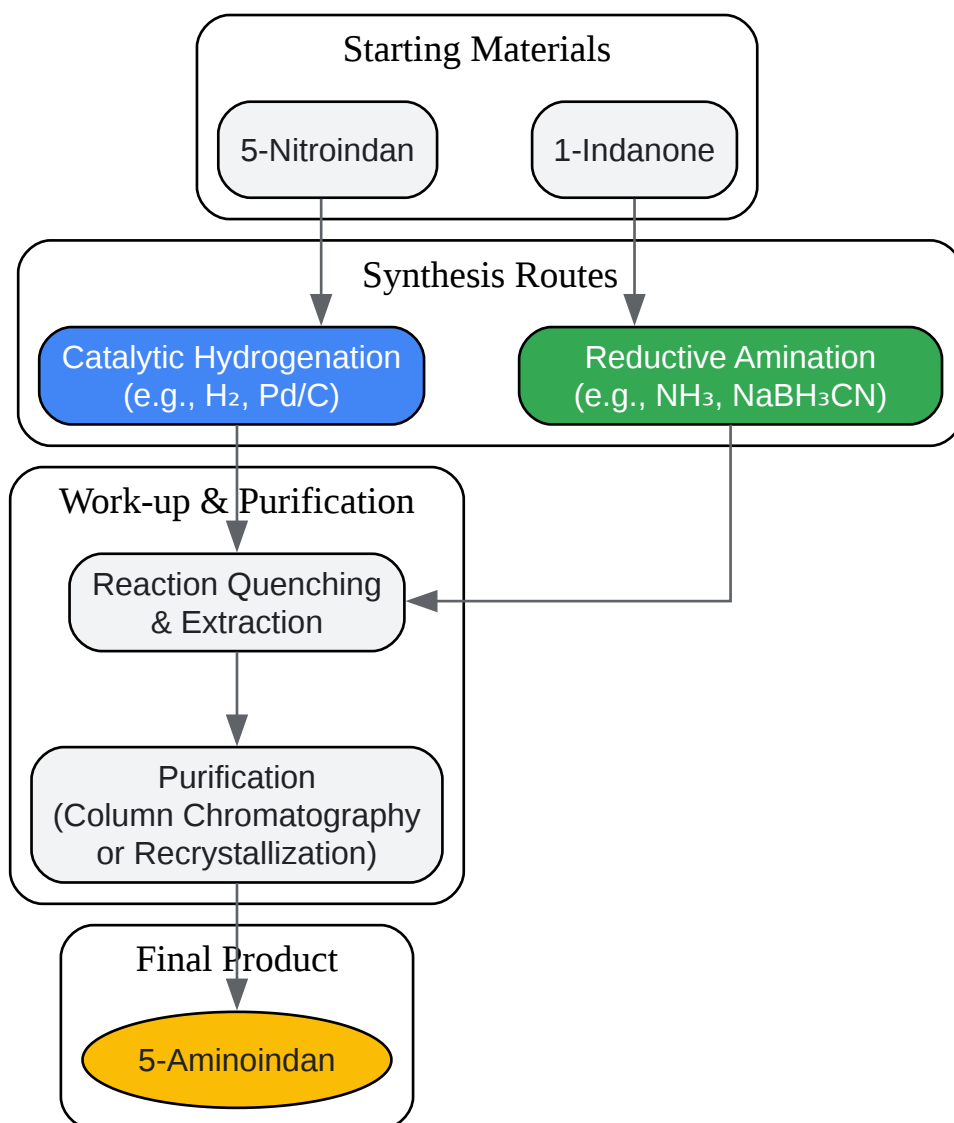 Starting Materials
5-Nitroindan
1-Indanone
Synthesis Routes
Catalytic Hydrogenation
(e.g., H₂, Pd/C)
Reductive Amination
(e.g., NH₃, NaBH₃CN)
Work-up & Purification
Reaction Quenching
& Extraction
Purification
(Column Chromatography
or Recrystallization)
Final Product
5-Aminoindan